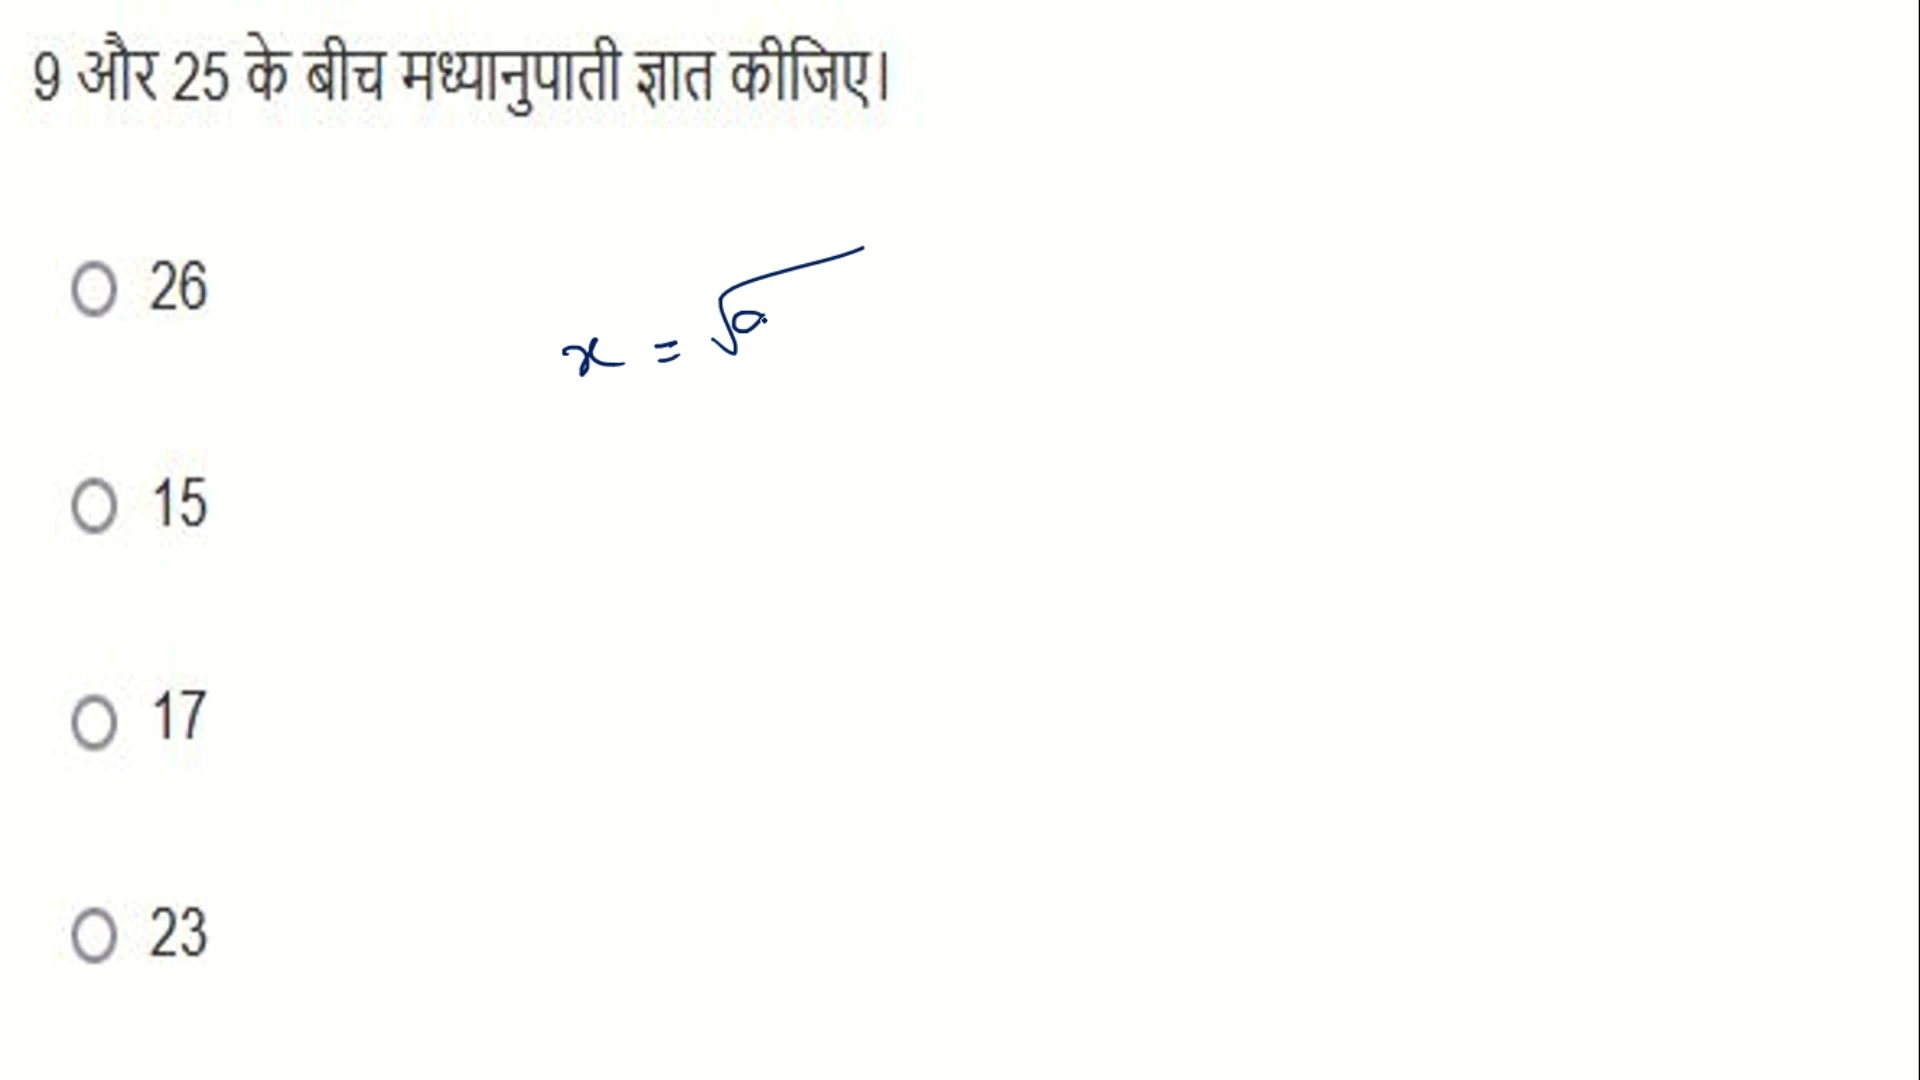 9 और 25 के बीच मध्यानुपाती ज्ञात कीजिए।
26
x = √a
15
17
23